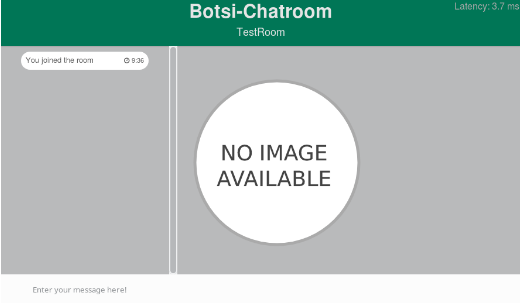 Botsi-Chatroom
Latency: 3.7 ms
TestRoom
You joined the room 9:36
NO IMAGE
AVAILABLE
Enter your message here!